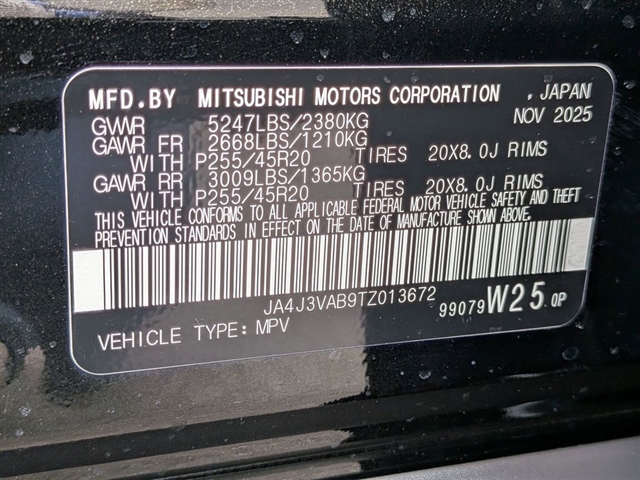 MFD.BY MITSUBISHI MOTORS CORPORATION , JAPAN
GVWR 5247LBS/2380KG NOV 2025
GAWR FR 2668LBS/1210KG
WITH P255/45R20 TIRES 20X8.0J RIMS
GAWR RR 3009LBS/1365KG
WITH P255/45R20 TIRES 20X8.0J RIMS
THIS VEHICLE CONFORMS TO ALL APPLICABLE FEDERAL MOTOR VEHICLE SAFETY AND THEFT
PREVENTION STANDARDS IN EFFECT ON THE DATE OF MANUFACTURE SHOWN ABOVE.
JA4J3VAB9TZ013672
99079W25.0P
VEHICLE TYPE:MPV